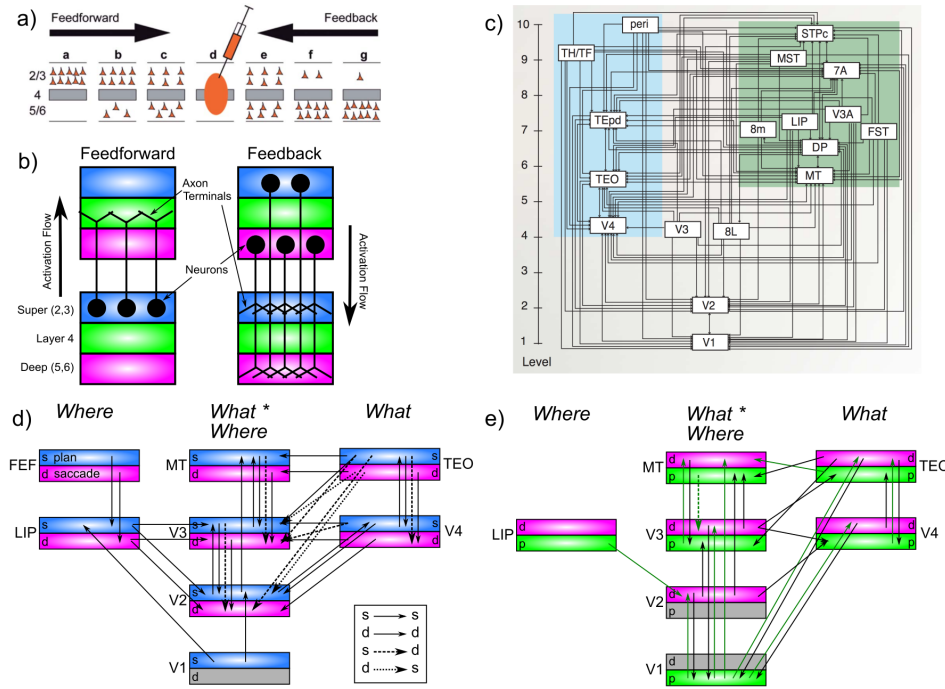 a)
Feedforward
Feedback
a b c d e f g
2/3
4
5/6
b)
Feedforward
Feedback
Axon
Terminals
Activation Flow
Neurons
Activation Flow
Super (2,3)
Layer 4
Deep (5,6)
c)
10
9
8
7
6
5
4
3
2
1
Level
peri
STPc
TH/TF
MST
7A
TEpd
8m
LIP
V3A
FST
DP
TEO
MT
V4
V3
8L
V2
V1
d)
Where
What *
Where
What
FEF
s plan
d saccade
MT
s
d
s
d
TEO
LIP
s
d
V3
s
d
s
d
V4
V2
s
d
V1
s
d
s s
d d
s d
d s
e)
Where
What *
Where
What
MT
d
p
d
p
TEO
LIP
d
p
V3
d
p
d
p
V4
V2
d
p
V1
d
p